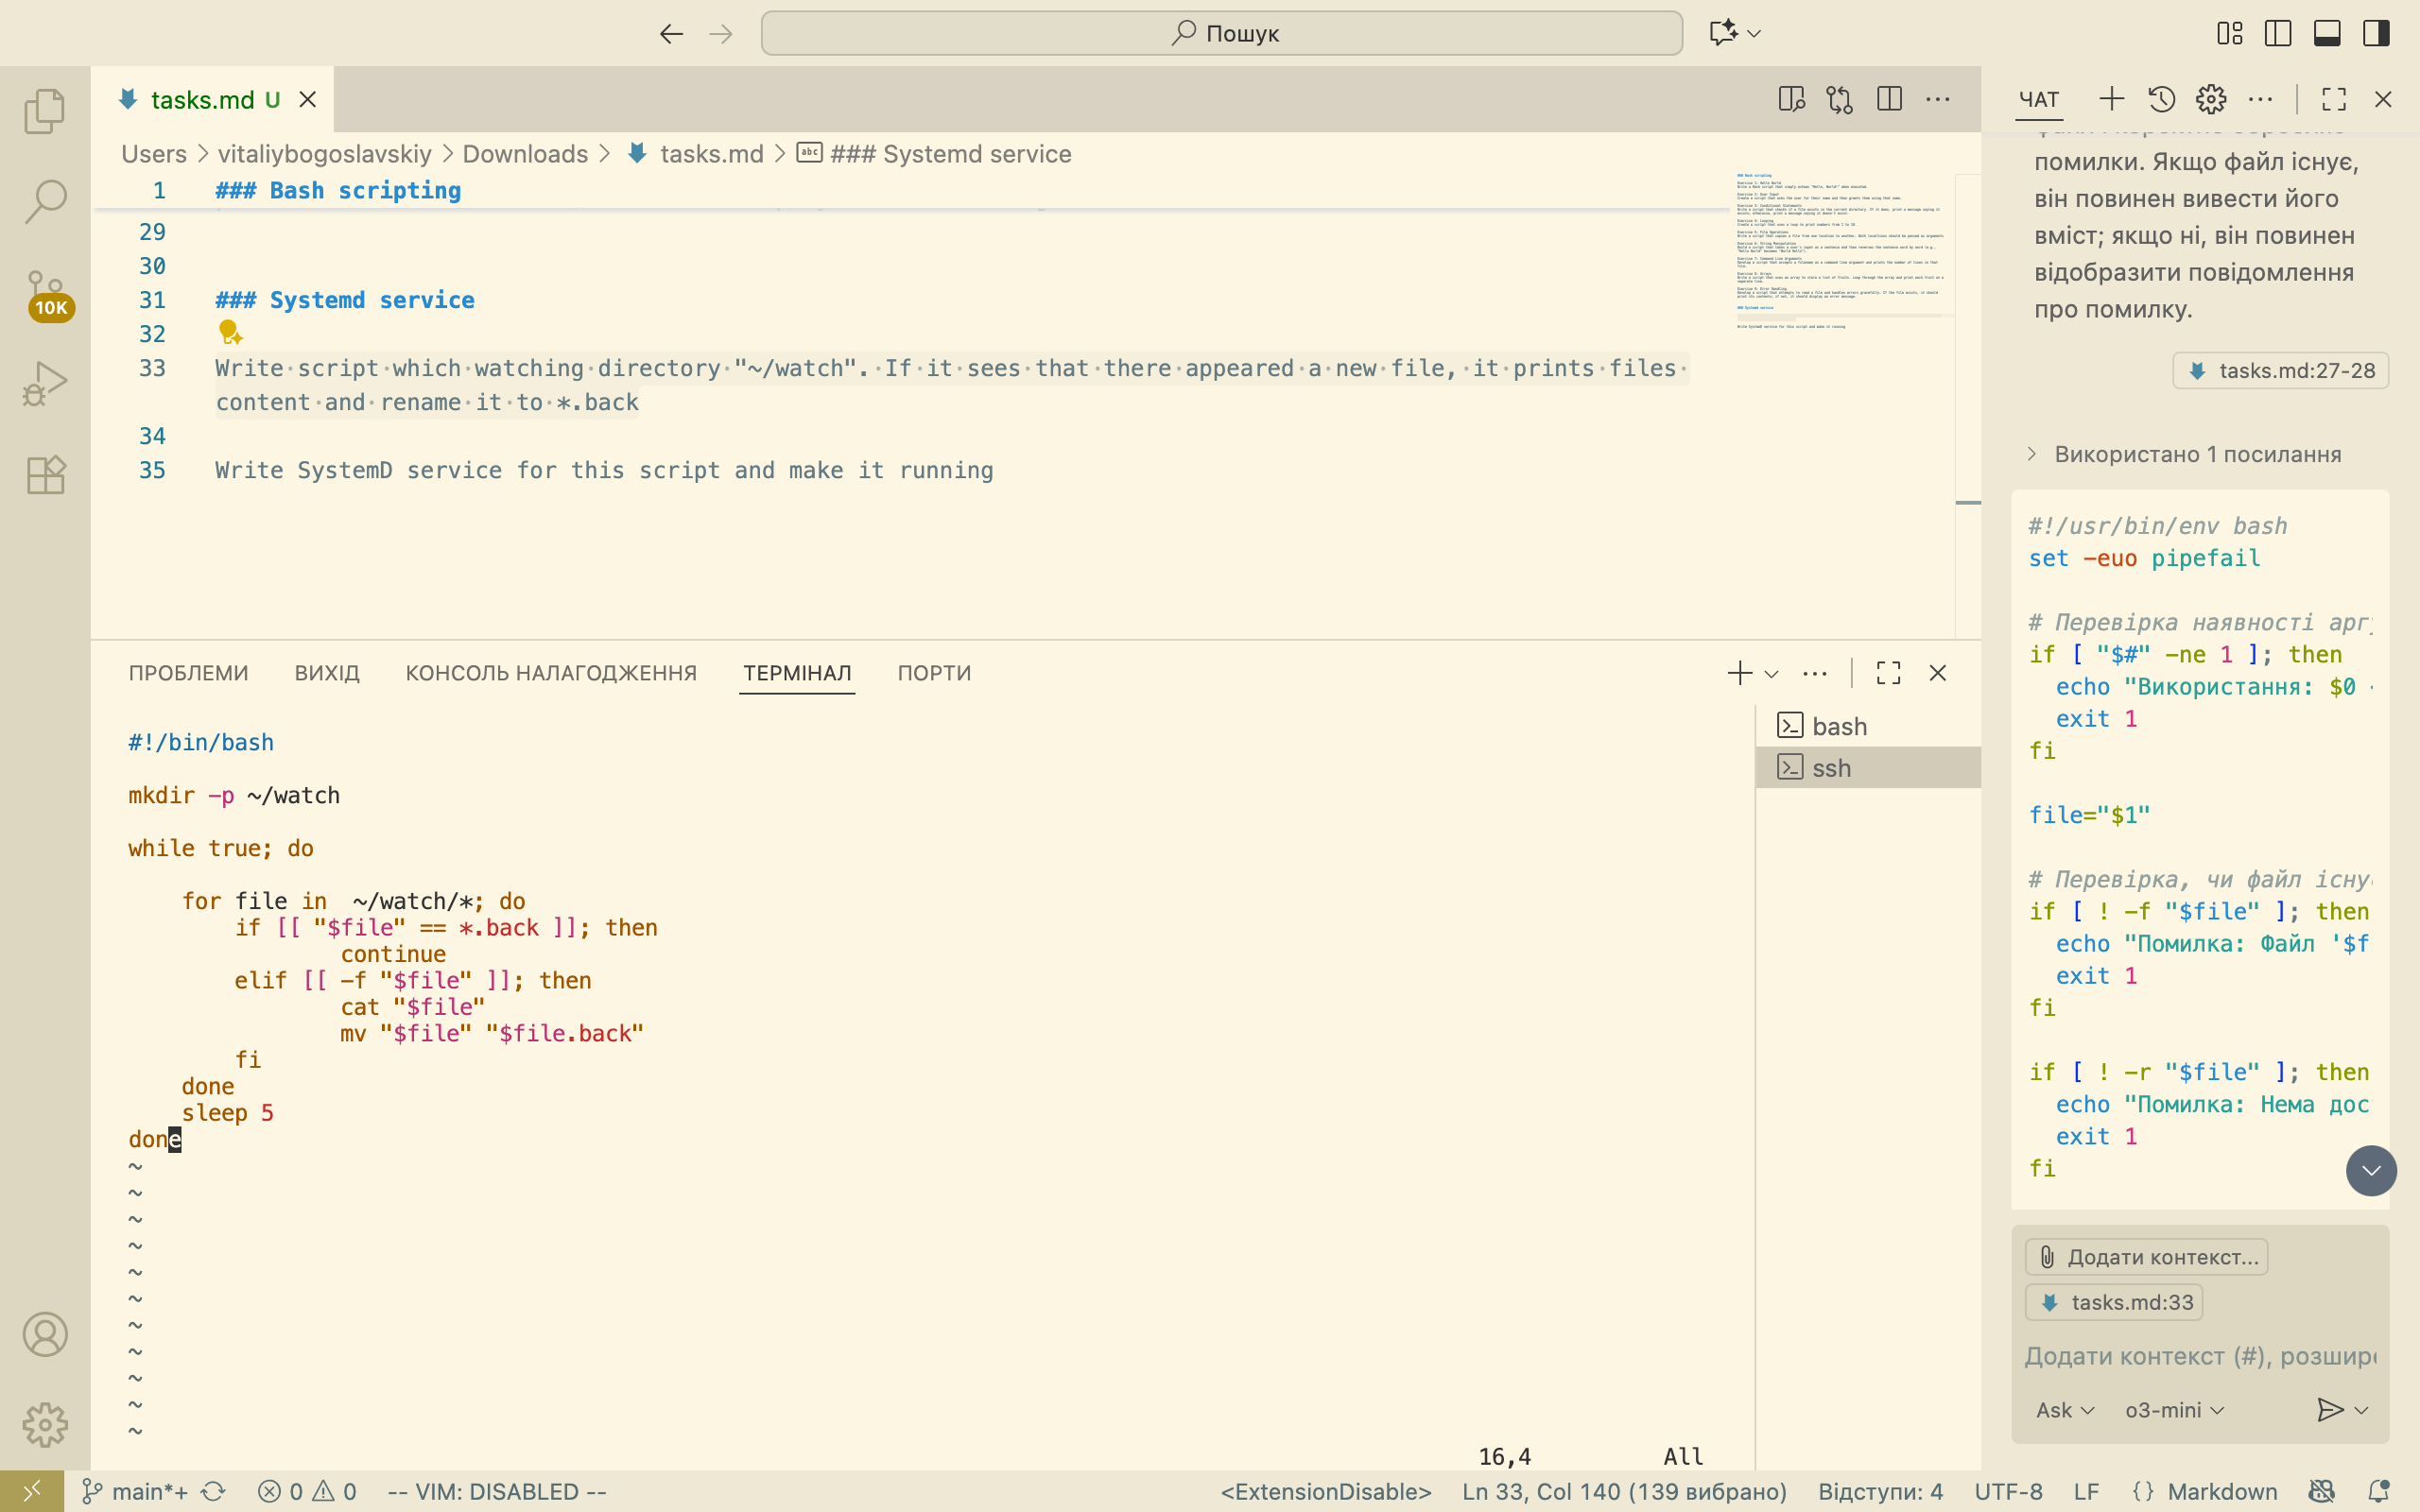 Пошук
tasks.md U
Users > vitaliybogoslavskiy > Downloads > tasks.md > ### Systemd service
1 ### Bash scripting
29
30
31 ### Systemd service
32
33 Write script which watching directory "~/watch". If it sees that there appeared a new file, it prints files
content and rename it to *.back
34
35 Write SystemD service for this script and make it running
ПРОБЛЕМИ ВИХІД КОНСОЛЬ НАЛАГОДЖЕННЯ ТЕРМІНАЛ ПОРТИ
#!/bin/bash
mkdir -p ~/watch
while true; do
for file in  ~/watch/*; do
if [[ "$file" == *.back ]]; then
continue
elif [[ -f "$file" ]]; then
cat "$file"
mv "$file" "$file.back"
fi
done
sleep 5
done
~
~
~
~
~
~
~
~
~
~
~
16,4 All
bash
ssh
10K
ЧАТ
помилки. Якщо файл існує,
він повинен вивести його
вміст; якщо ні, він повинен
відобразити повідомлення
про помилку.
tasks.md:27-28
Використано 1 посилання
#!/usr/bin/env bash
set -euo pipefail
# Перевірка наявності арг
if [ "$#" -ne 1 ]; then
echo "Використання: $0
exit 1
fi
file="$1"
# Перевірка, чи файл існу
if [ ! -f "$file" ]; then
echo "Помилка: Файл '$f
exit 1
fi
if [ ! -r "$file" ]; then
echo "Помилка: Нема дос
exit 1
fi
Додати контекст...
tasks.md:33
Додати контекст (#), розшир
Ask o3-mini
main*+ 0 0 -- VIM: DISABLED -- <ExtensionDisable> Ln 33, Col 140 (139 вибрано) Відступи: 4 UTF-8 LF {} Markdown